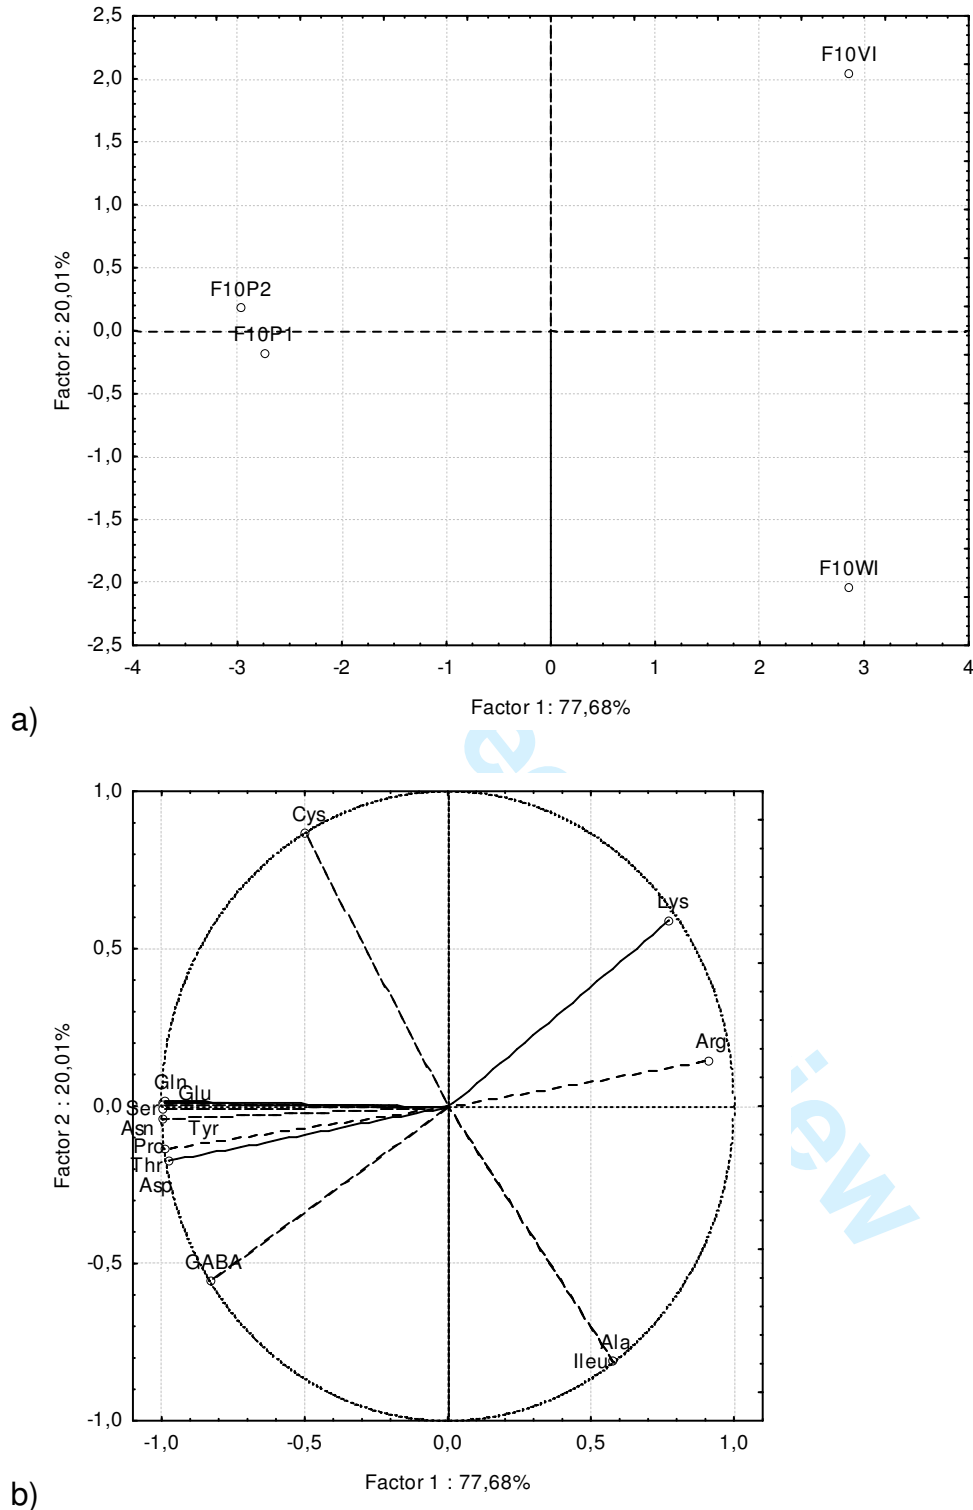 2,5
F10VI
2,0
1,5
1,0
0,5
F10P2
0,0
F10P1
-0,5
-1,0
-1,5
F10WI
-2,0
-2,5
Factor 2: 20,01%
-4 -3 -2 -1 0 1 2 3 4
Factor 1: 77,68%
a)
1,0
Cys
Lys
0,5
Arg
Gln
Glu
0,0
Ser
Asn
Tyr
Pro
Thr
Asp
-0,5
GABA
Ala
Ileu
-1,0
Factor 2 : 20,01%
-1,0 -0,5 0,0 0,5 1,0
Factor 1 : 77,68%
b)